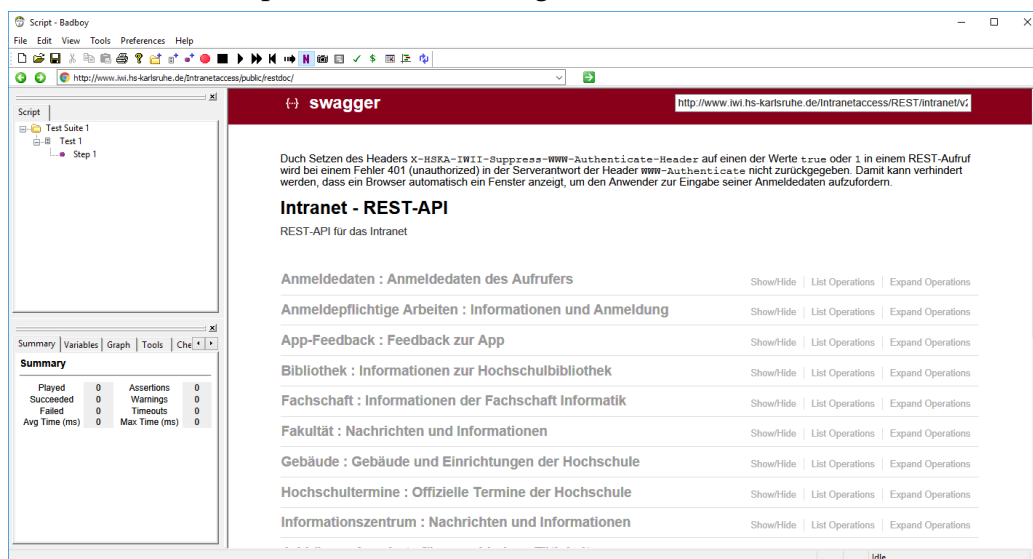 Script - Badboy
File Edit View Tools Preferences Help
http://www.iwi.hs-karlsruhe.de/Intranetaccess/public/restdoc/
Script
Test Suite 1
Test 1
Step 1
{··} swagger
http://www.iwi.hs-karlsruhe.de/Intranetaccess/REST/intranet/v2
Duch Setzen des Headers X-HSKA-IWII-Suppress-WWW-Authenticate-Header auf einen der Werte true oder 1 in einem REST-Aufruf
wird bei einem Fehler 401 (unauthorized) in der Serverantwort der Header WWW-Authenticate nicht zurückgegeben. Damit kann verhindert
werden, dass ein Browser automatisch ein Fenster anzeigt, um den Anwender zur Eingabe seiner Anmeldedaten aufzufordern.
Intranet - REST-API
REST-API für das Intranet
Anmeldedaten : Anmeldedaten des Aufrufers Show/Hide List Operations Expand Operations
Anmeldepflichtige Arbeiten : Informationen und Anmeldung Show/Hide List Operations Expand Operations
App-Feedback : Feedback zur App Show/Hide List Operations Expand Operations
Bibliothek : Informationen zur Hochschulbibliothek Show/Hide List Operations Expand Operations
Fachschaft : Informationen der Fachschaft Informatik Show/Hide List Operations Expand Operations
Fakultät : Nachrichten und Informationen Show/Hide List Operations Expand Operations
Gebäude : Gebäude und Einrichtungen der Hochschule Show/Hide List Operations Expand Operations
Hochschultermine : Offizielle Termine der Hochschule Show/Hide List Operations Expand Operations
Informationszentrum : Nachrichten und Informationen Show/Hide List Operations Expand Operations
Summary Variables Graph Tools Che
Summary
Played 0 Assertions 0
Succeeded 0 Warnings 0
Failed 0 Timeouts 0
Avg Time (ms) 0 Max Time (ms) 0
Idle